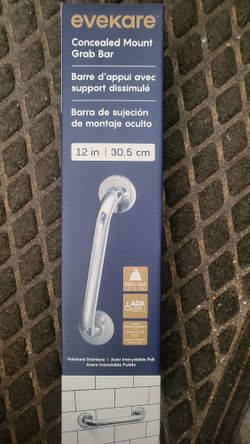 evekare
Concealed Mount
Grab Bar
Barre d'appui avec
support dissimulé
Barra de sujeción
de montaje oculto
12 in | 30.5 cm
ADA
Polished Stainless | Acier Inoxydable Poli
Acero Inoxidable Pulido